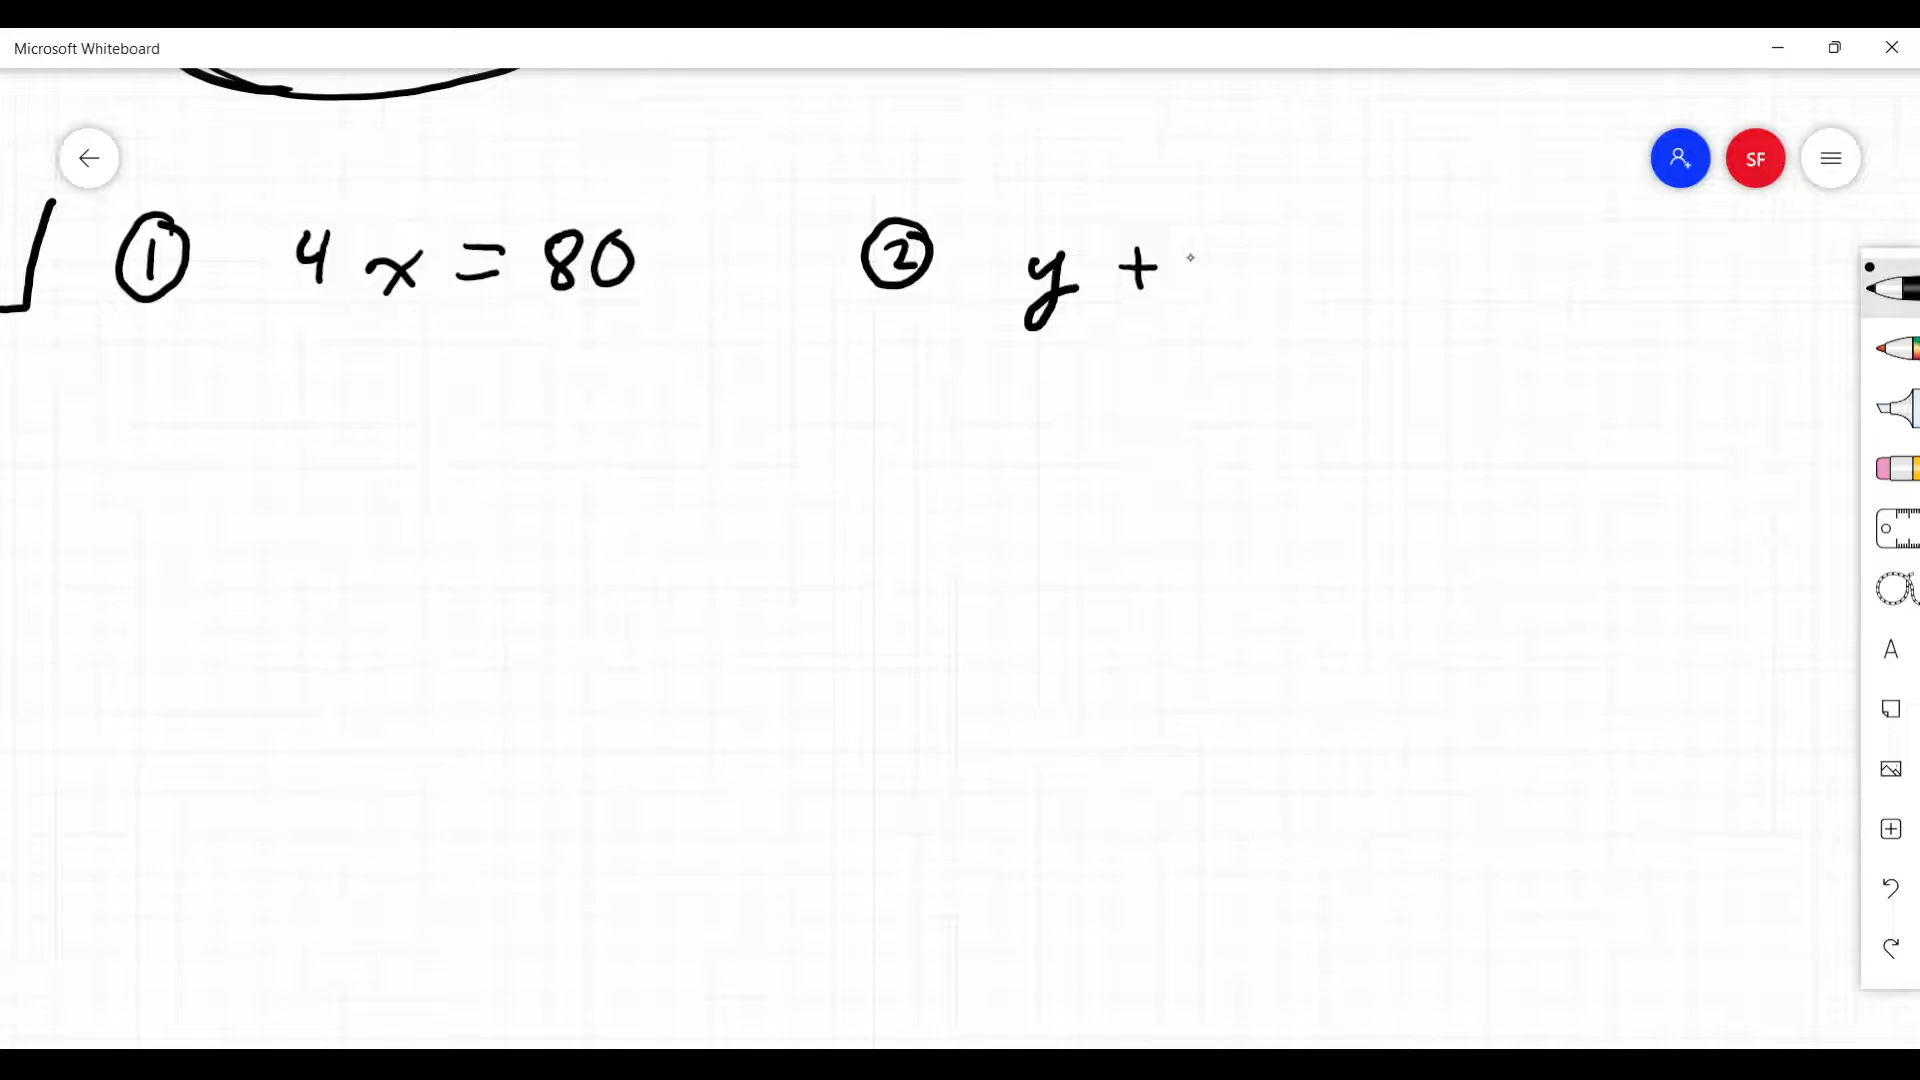 Microsoft Whiteboard
SF
① 4x = 80 ② y +
A